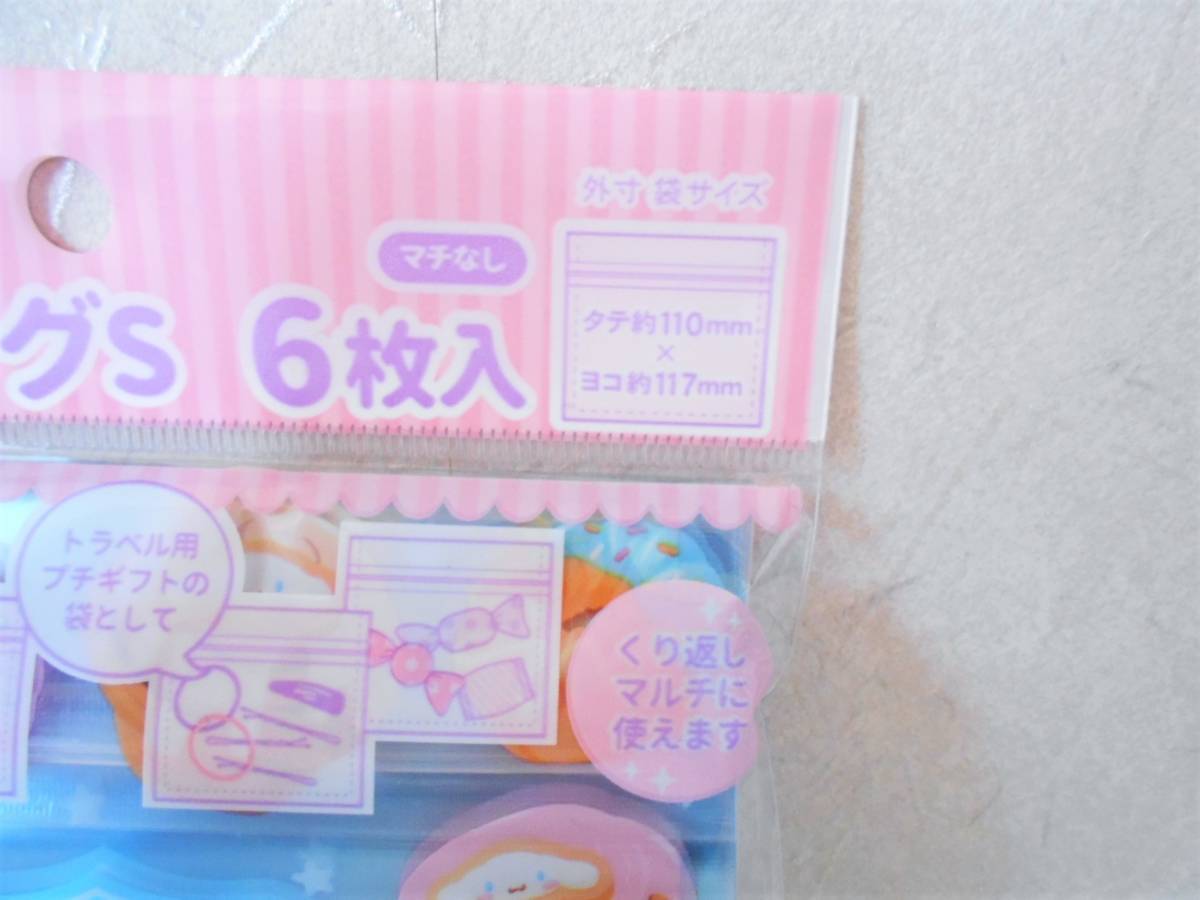 外寸 袋サイズ
マチなし
グS 6枚入
タテ約110mm
×
ヨコ約117mm
トラベル用
プチギフトの
袋として
くり返し
マルチに
使えます